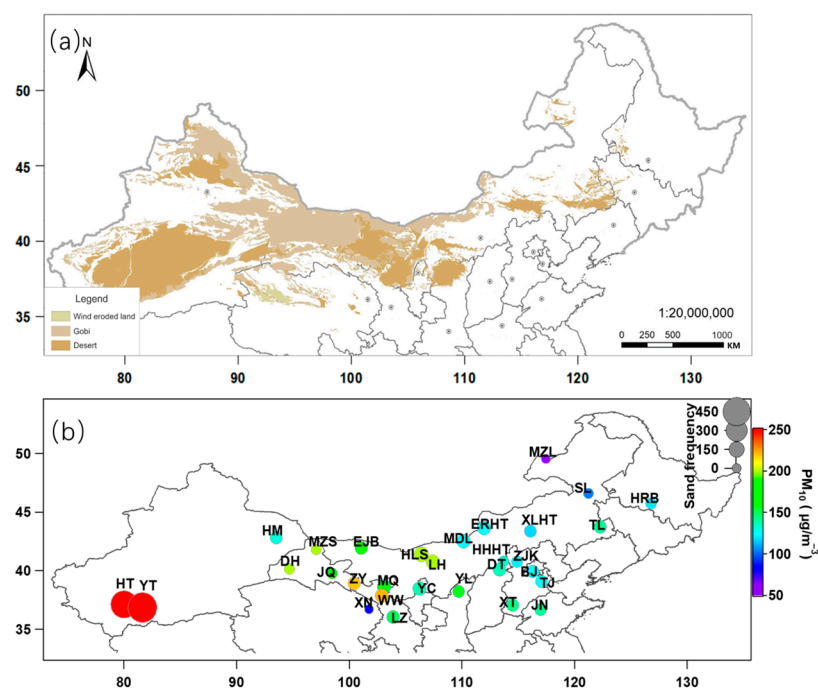 (a)
N
50
45
40
35
Legend
Wind eroded land
Gobi
Desert
1:20,000,000
0 250 500 1000
KM
80 90 100 110 120 130
(b)
Sand frequency
450
300
150
0
PM10 (μg/m-3)
250
200
150
100
50
50
45
40
35
MZL
SL
HRB
ERHT
XLHT
TL
HM
MZS
EJB
MDL
HHHT
ZJK
HLS
LH
DH
JQ
DT
BJ
TJ
ZY
MQ
YC
YL
HT
YT
XN
WW
LZ
XT
JN
80 90 100 110 120 130